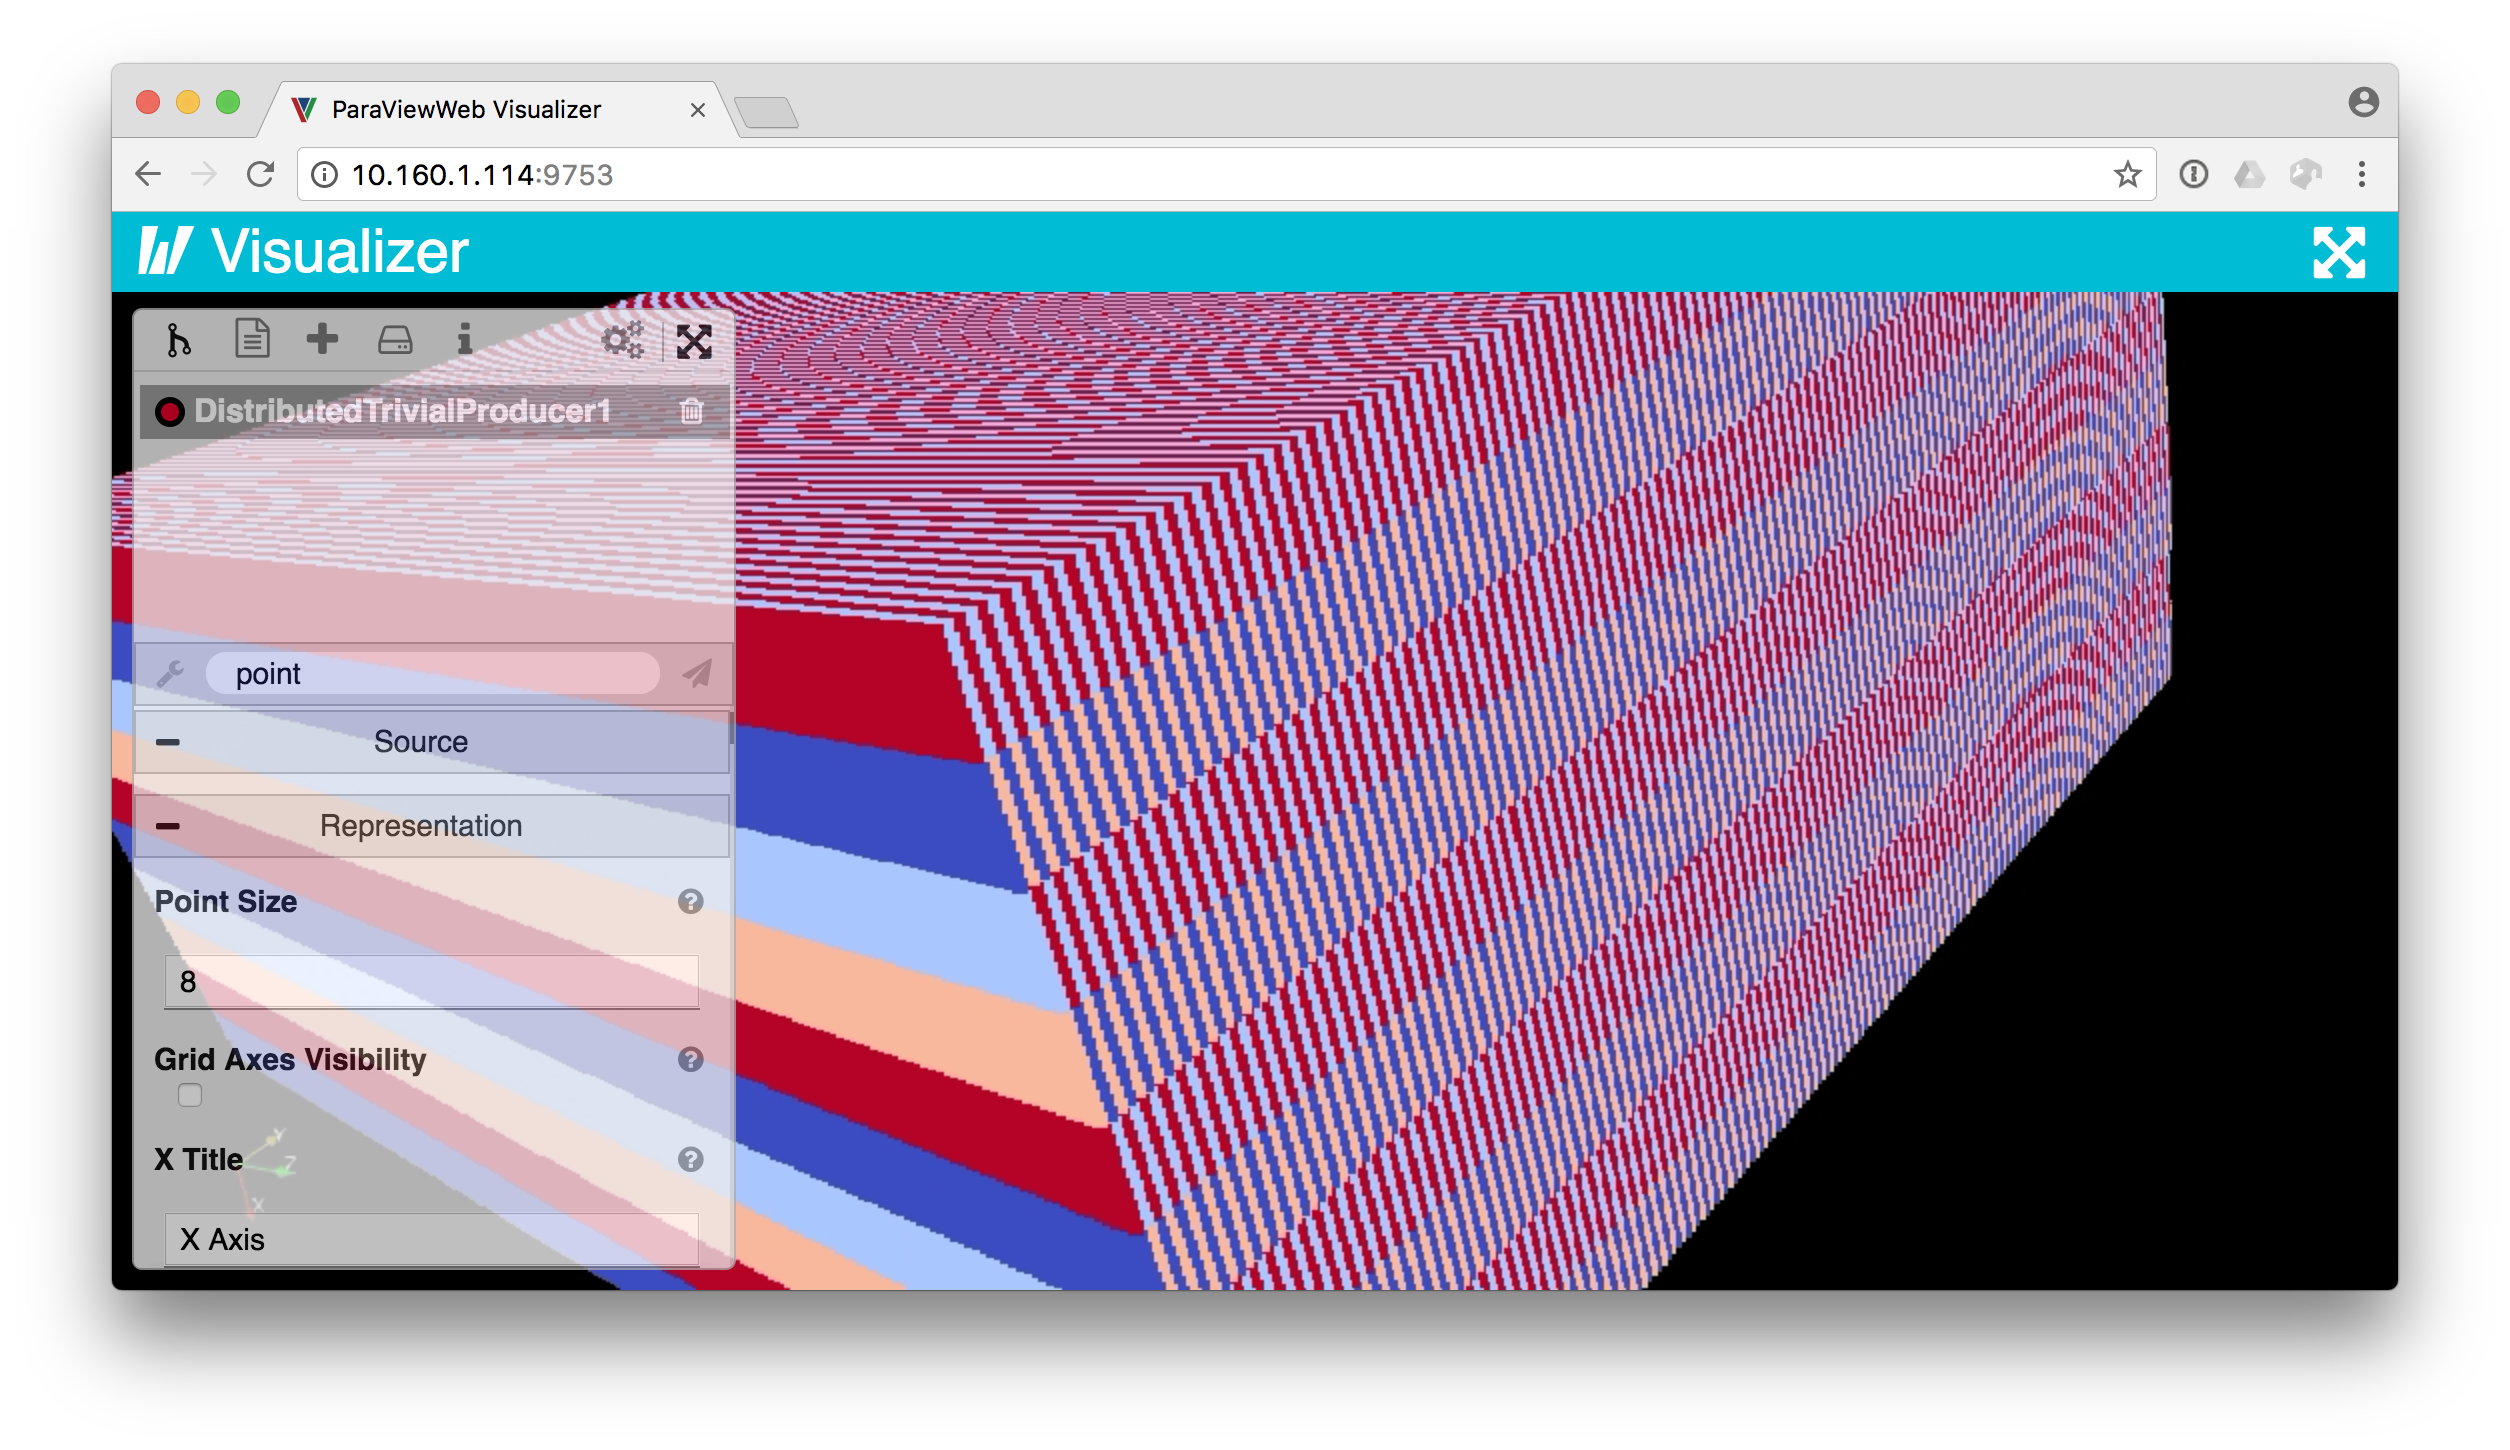 ParaViewWeb Visualizer
10.160.1.114:9753
Visualizer
DistributedTrivialProducer1
point
Source
Representation
Point Size
8
Grid Axes Visibility
Y
X Title
Z
X
X Axis